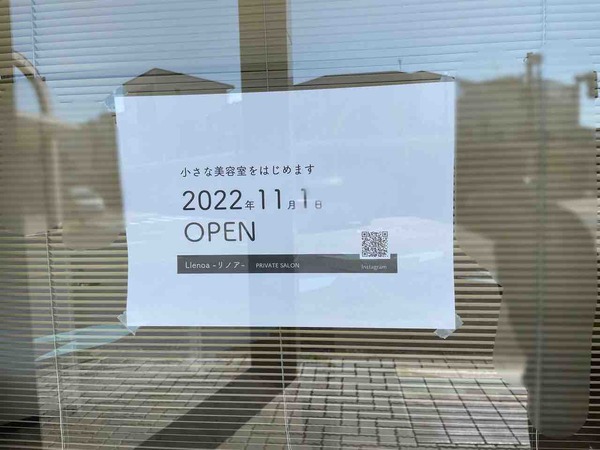 小さな美容室をはじめます
2022年11月1日
OPEN
Llenoa -リノア- PRIVATE SALON
Instagram